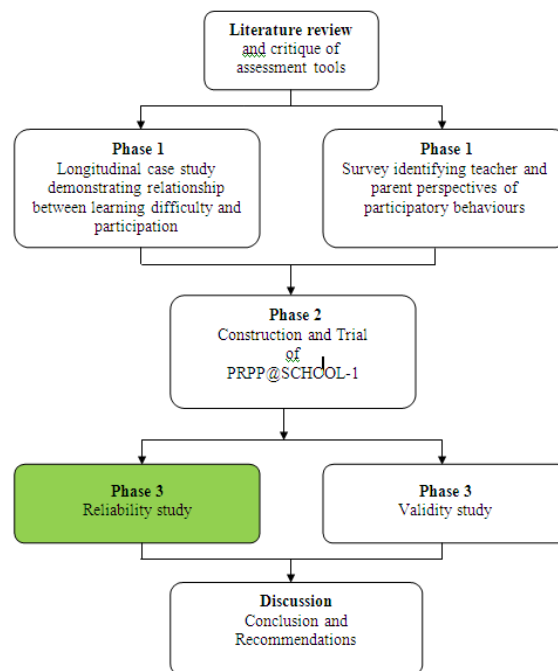 Literature review
and critique of
assessment tools
Phase 1
Longitudinal case study
demonstrating relationship
between learning difficulty and
participation
Phase 1
Survey identifying teacher and
parent perspectives of
participatory behaviours
Phase 2
Construction and Trial
of
PRPP@SCHOOL-1
Phase 3
Reliability study
Phase 3
Validity study
Discussion
Conclusion and
Recommendations